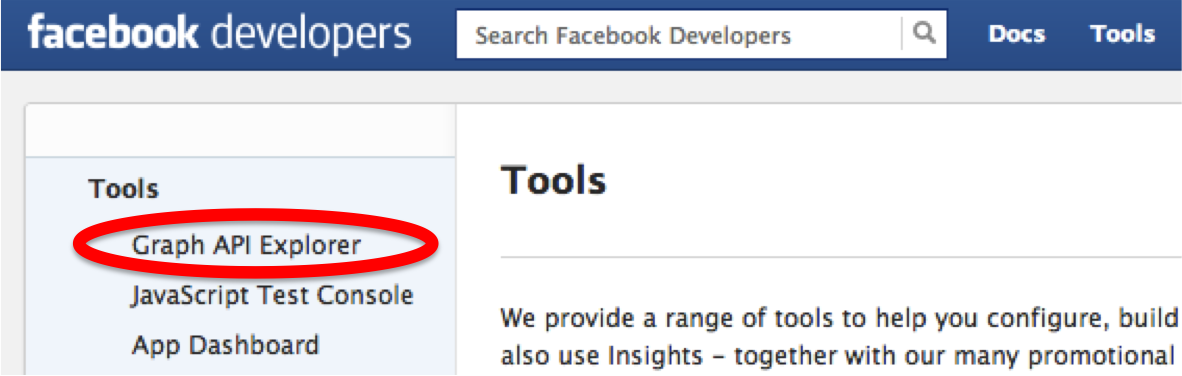 facebook developers
Search Facebook Developers
Docs
Tools
Tools
Graph API Explorer
JavaScript Test Console
App Dashboard
Tools
We provide a range of tools to help you configure, build
also use Insights – together with our many promotional